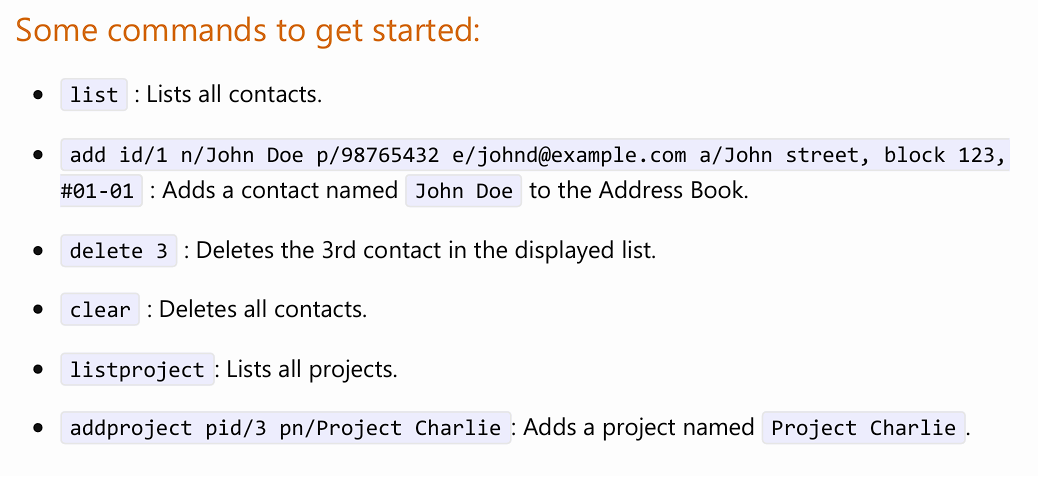 Some commands to get started:
• list : Lists all contacts.
• add id/1 n/John Doe p/98765432 e/johnd@example.com a/John street, block 123,
#01-01 : Adds a contact named John Doe to the Address Book.
• delete 3 : Deletes the 3rd contact in the displayed list.
• clear : Deletes all contacts.
• listproject : Lists all projects.
• addproject pid/3 pn/Project Charlie : Adds a project named Project Charlie .